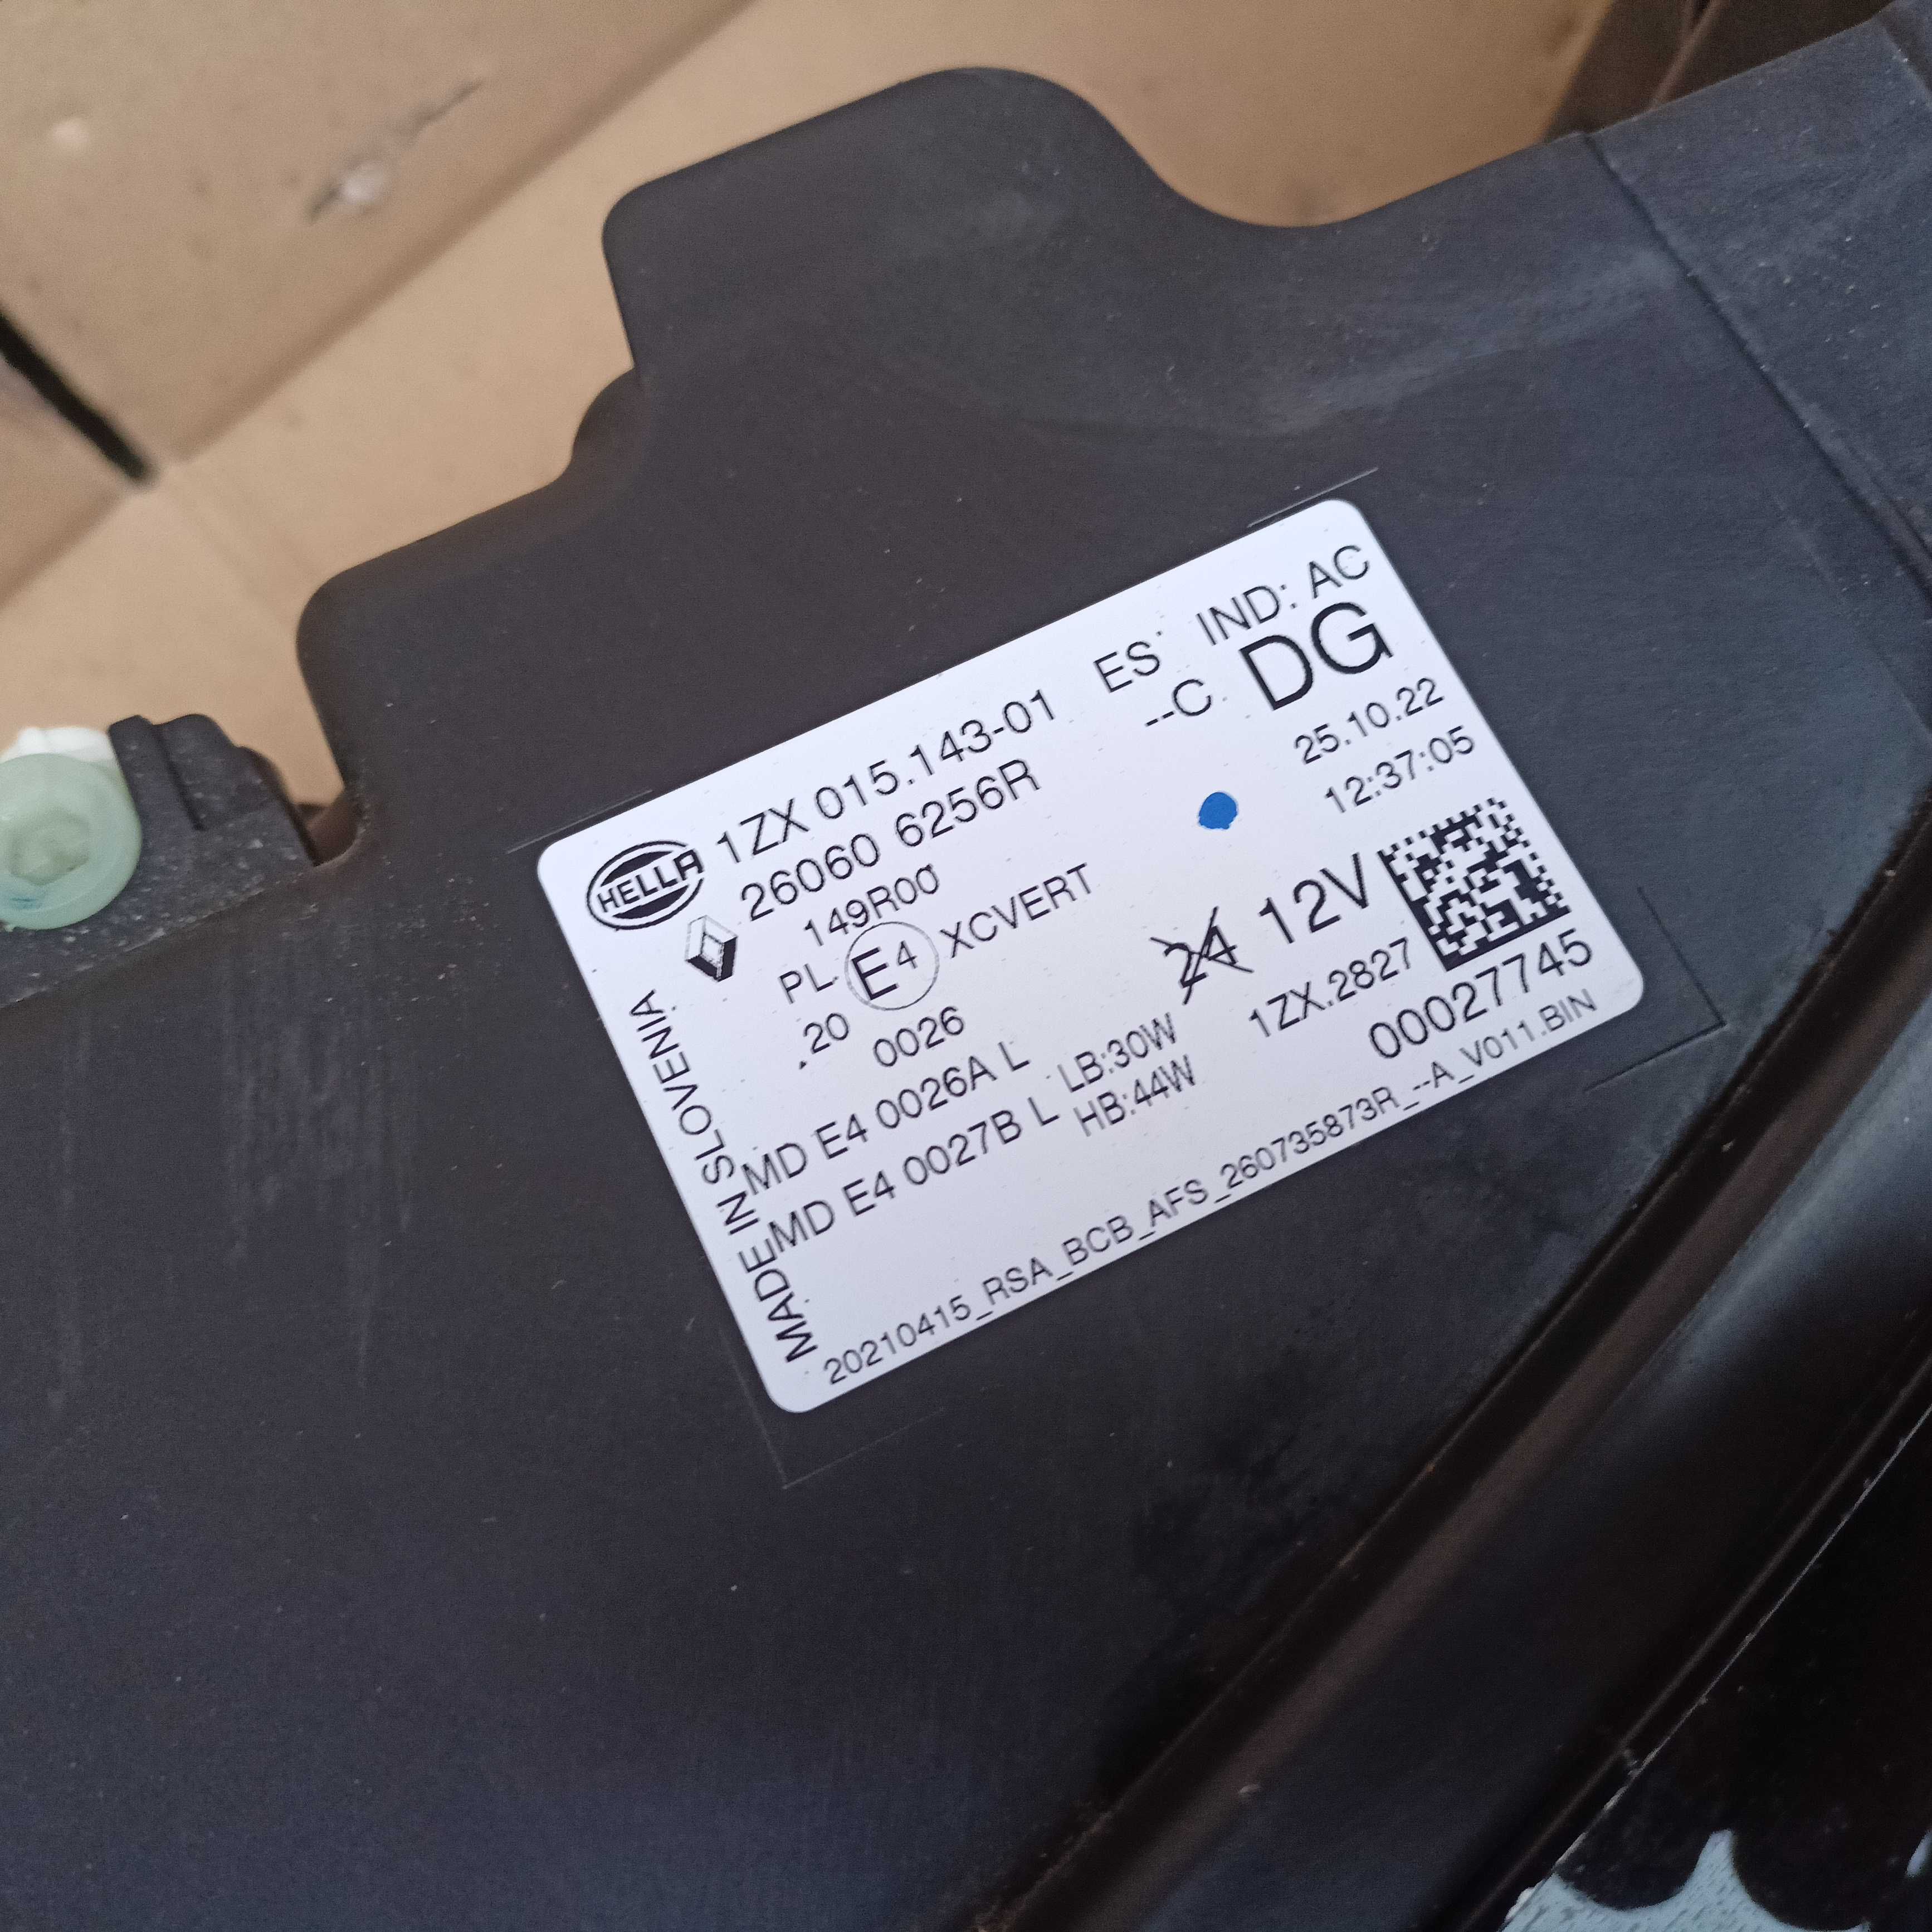 HELLA 1ZX 015.143-01 ES IND: AC
26060 6256R --C DG
149R00 25.10.22
12:37:05
PL E4 XCVERT
.20 0026 24 12V
MD E4 0026A L LB:30W 1ZX.2827
MD E4 0027B L HB:44W 00027745
20210415_RSA_BCB_AFS_260735873R_--A_V011.BIN
MADE IN SLOVENIA